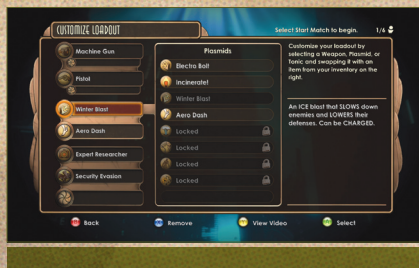 CUSTOMIZE LOADOUT
Select Start Match to begin.
1/6
Machine Gun
Pistol
Winter Blast
Aero Dash
Expert Researcher
Security Evasion
Plasmids
Electro Bolt
Incinerate!
Winter Blast
Aero Dash
Locked
Locked
Locked
Locked
Customize your loadout by
selecting a Weapon, Plasmid, or
Tonic and swapping it with an
item from your inventory on the
right.
An ICE blast that SLOWS down
enemies and LOWERS their
defenses. Can be CHARGED.
Back
Remove
View Video
Select